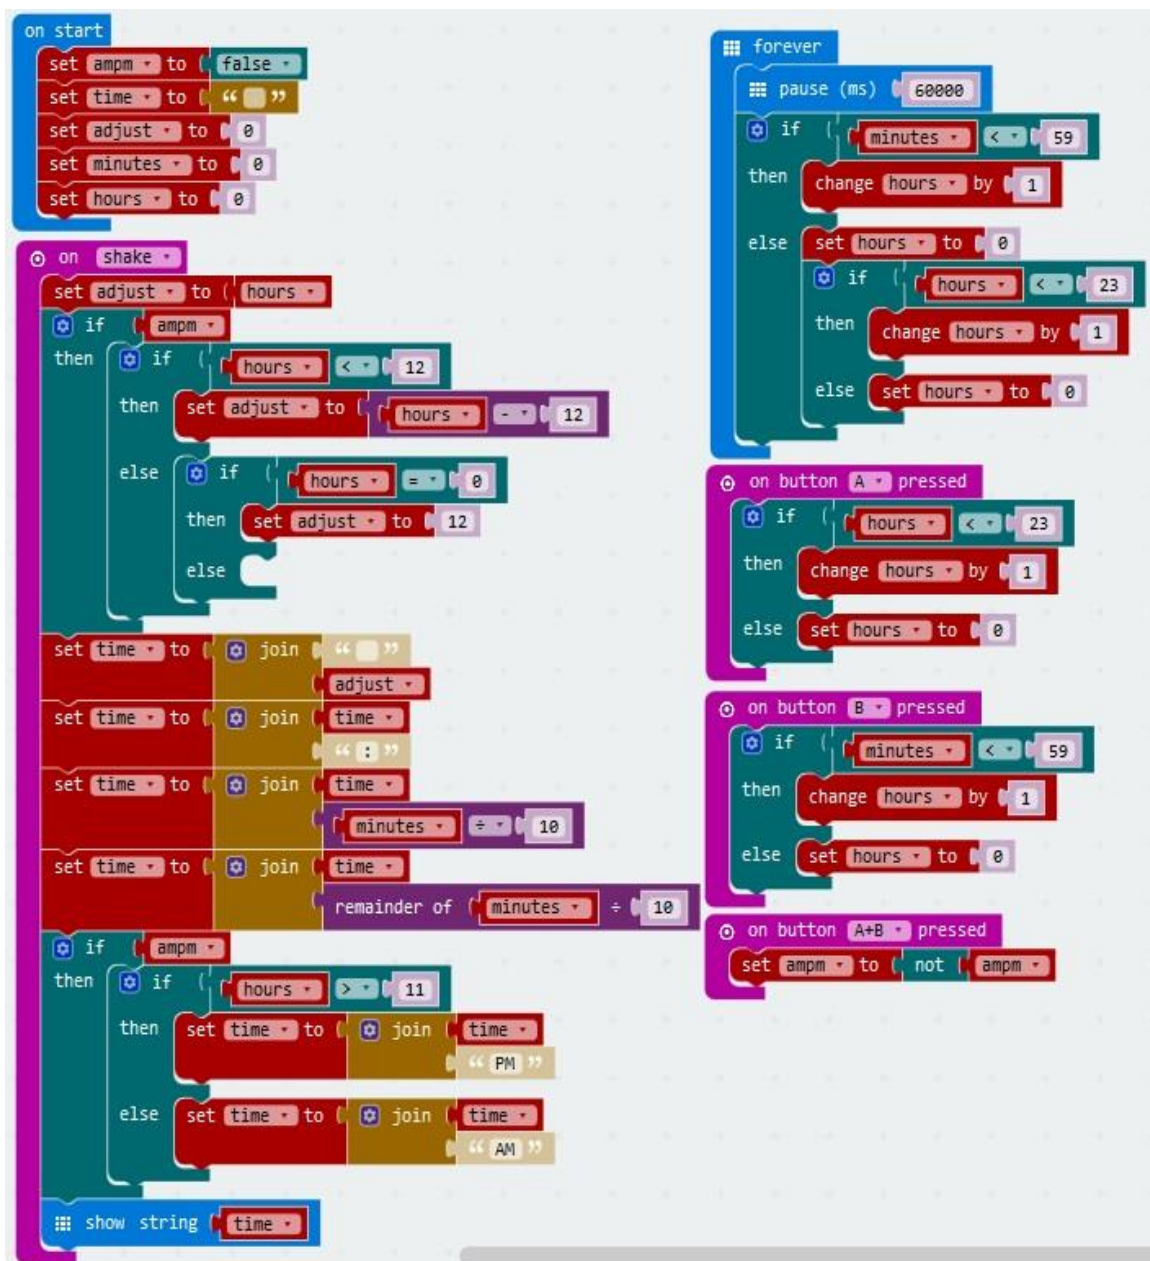 on start
set ampm to false
set time to “ ”
set adjust to 0
set minutes to 0
set hours to 0
on shake
set adjust to hours
if ampm
then if hours < 12
then set adjust to hours - 12
else if hours = 0
then set adjust to 12
else
set time to join “ ”
adjust
set time to join time
“ : ”
set time to join time
minutes ÷ 10
set time to join time
remainder of minutes ÷ 10
if ampm
then if hours > 11
then set time to join time
“ PM ”
else set time to join time
“ AM ”
show string time
forever
pause (ms) 60000
if minutes < 59
then change hours by 1
else set hours to 0
if hours < 23
then change hours by 1
else set hours to 0
on button A pressed
if hours < 23
then change hours by 1
else set hours to 0
on button B pressed
if minutes < 59
then change hours by 1
else set hours to 0
on button A+B pressed
set ampm to not ampm